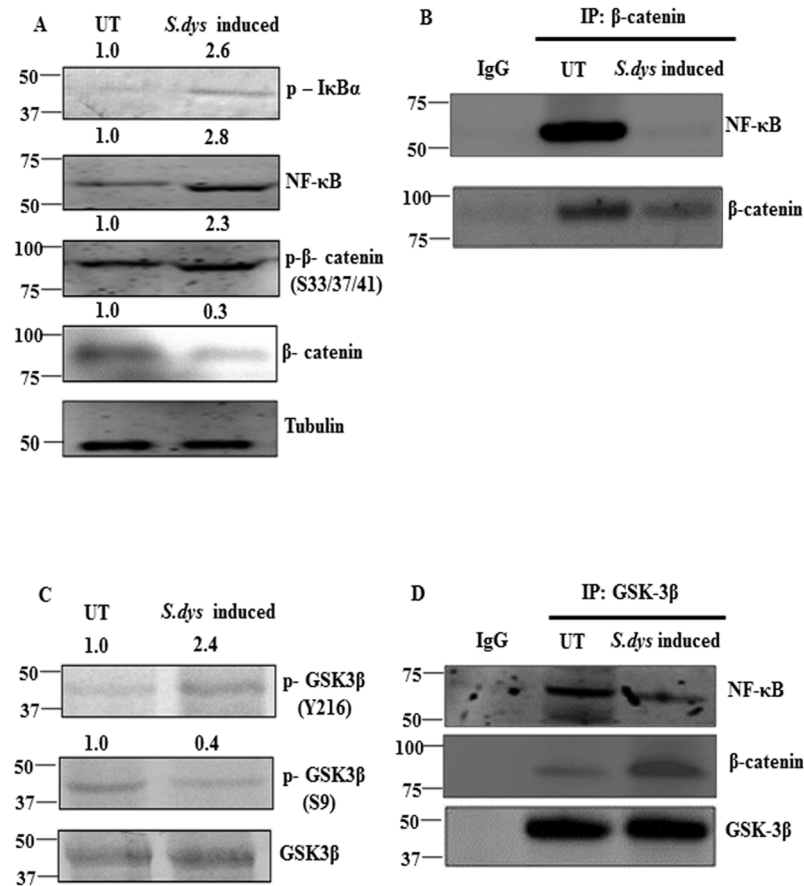 A
UT S.dys induced
1.0 2.6
50
37
p – IκBα
1.0 2.8
75
50
NF-κB
1.0 2.3
100
75
p-β- catenin
(S33/37/41)
1.0 0.3
100
75
β- catenin
50
Tubulin
B
IP: β-catenin
IgG UT S.dys induced
75
50
NF-κB
100
75
β-catenin
C
UT S.dys induced
1.0 2.4
50
37
p- GSK3β
(Y216)
1.0 0.4
50
37
p- GSK3β
(S9)
50
37
GSK3β
D
IP: GSK-3β
IgG UT S.dys induced
75
50
NF-κB
100
75
β-catenin
50
37
GSK-3β